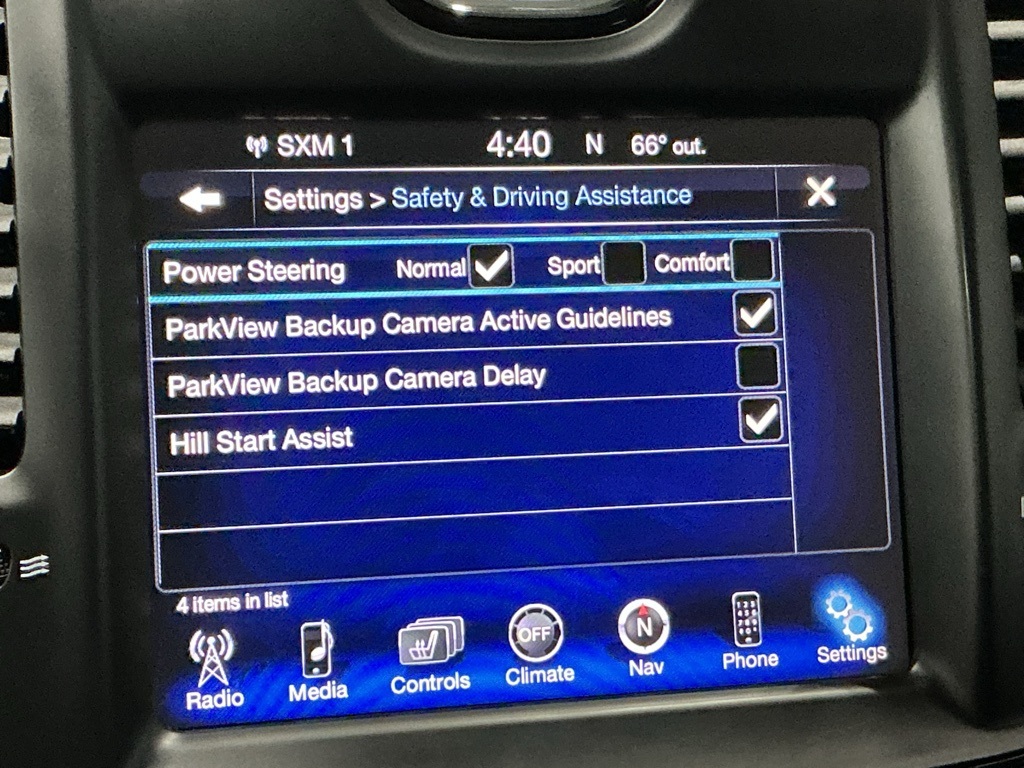 SXM 1 4:40 N 66° out.
Settings > Safety & Driving Assistance
Power Steering Normal Sport Comfort
ParkView Backup Camera Active Guidelines
ParkView Backup Camera Delay
Hill Start Assist
4 items in list
OFF N
Radio Media Controls Climate Nav Phone Settings